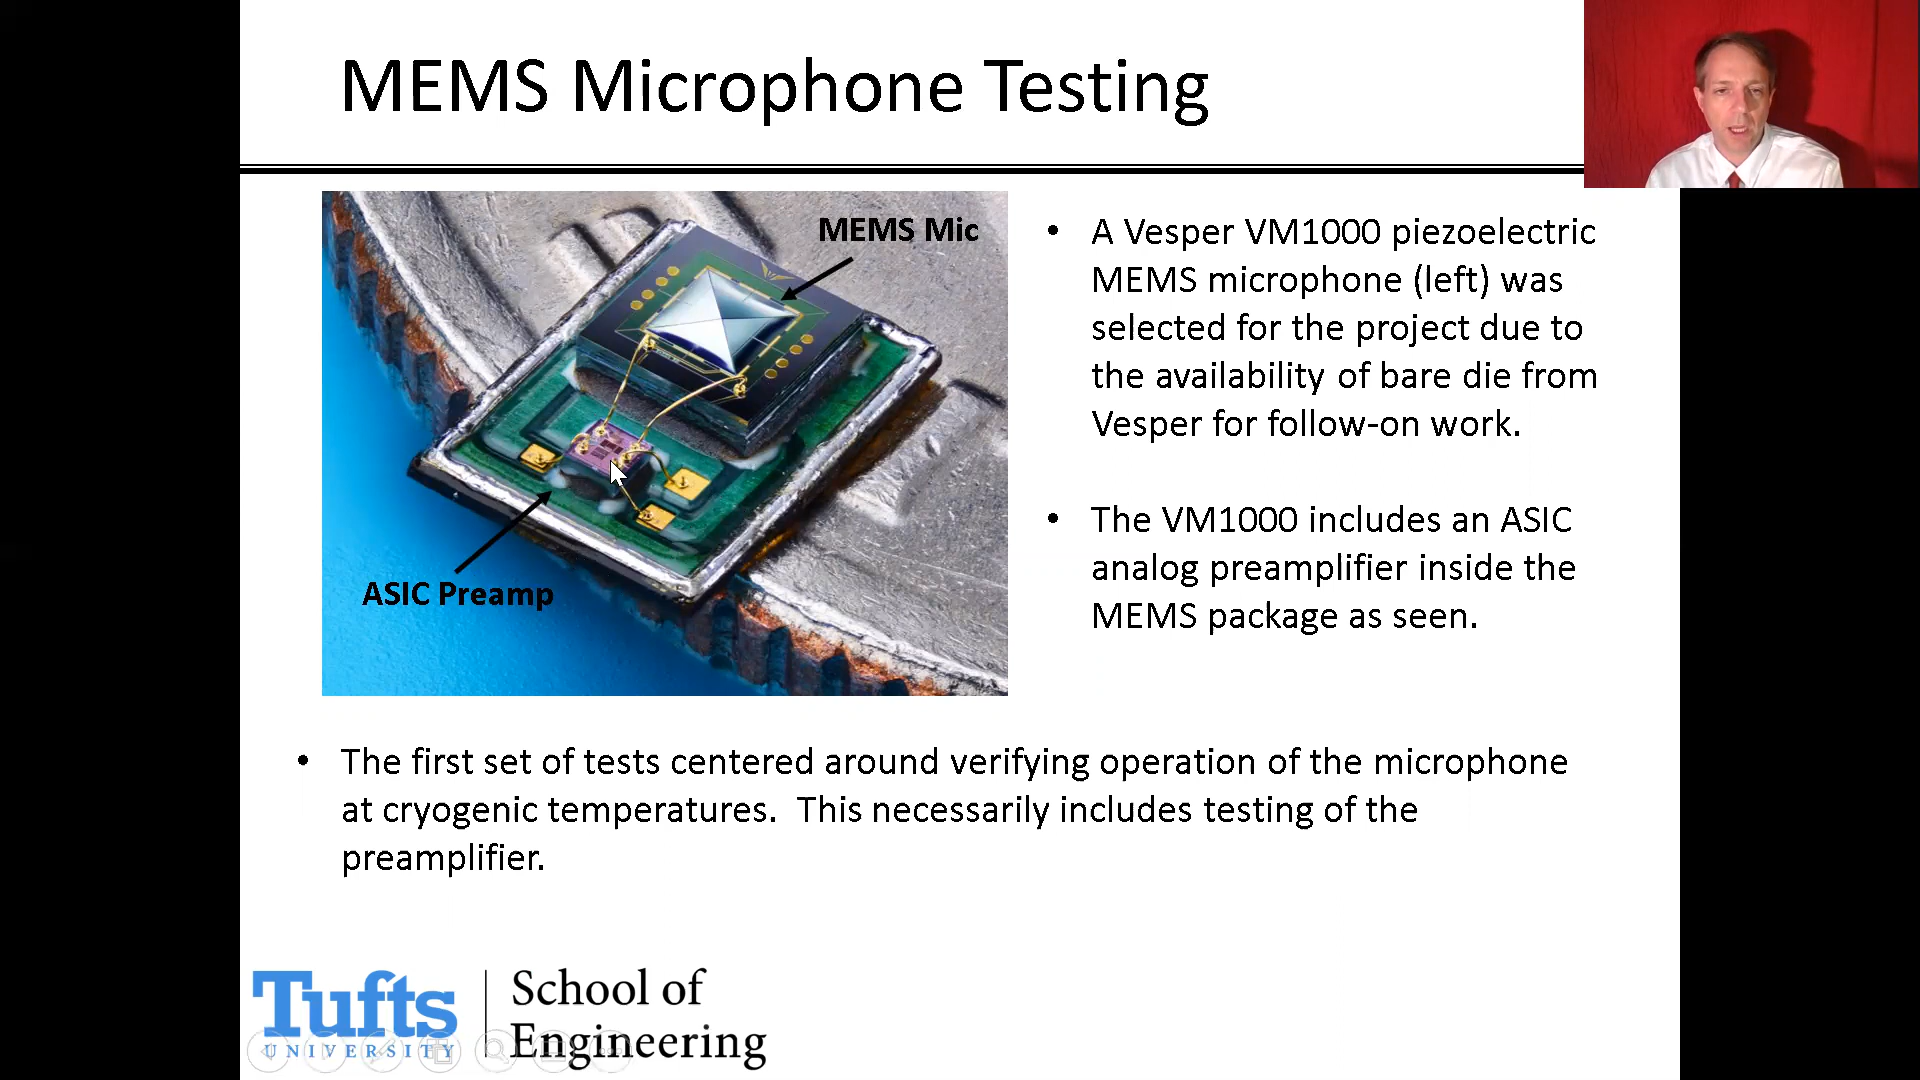 MEMS Microphone Testing
MEMS Mic
ASIC Preamp
• A Vesper VM1000 piezoelectric
MEMS microphone (left) was
selected for the project due to
the availability of bare die from
Vesper for follow-on work.
• The VM1000 includes an ASIC
analog preamplifier inside the
MEMS package as seen.
• The first set of tests centered around verifying operation of the microphone
at cryogenic temperatures.  This necessarily includes testing of the
preamplifier.
Tufts
UNIVERSITY
School of
Engineering